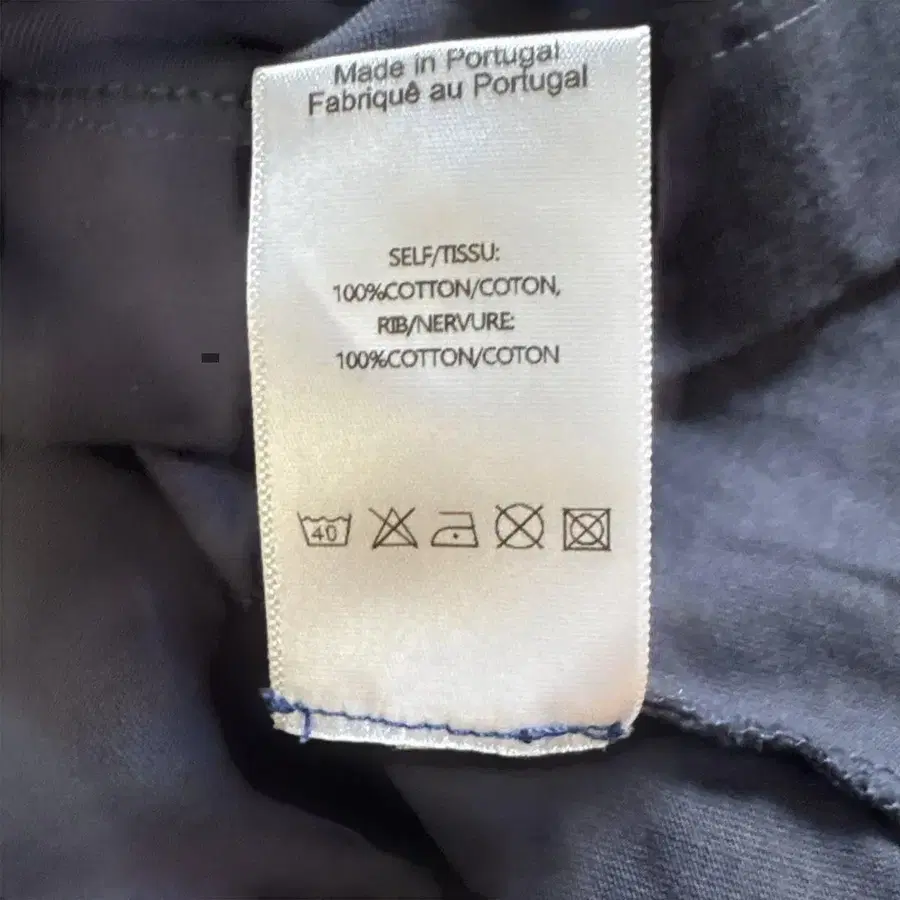 Made in Portugal
Fabriquê au Portugal
SELF/TISSU:
100%COTTON/COTON,
RIB/NERVURE:
100%COTTON/COTON
40